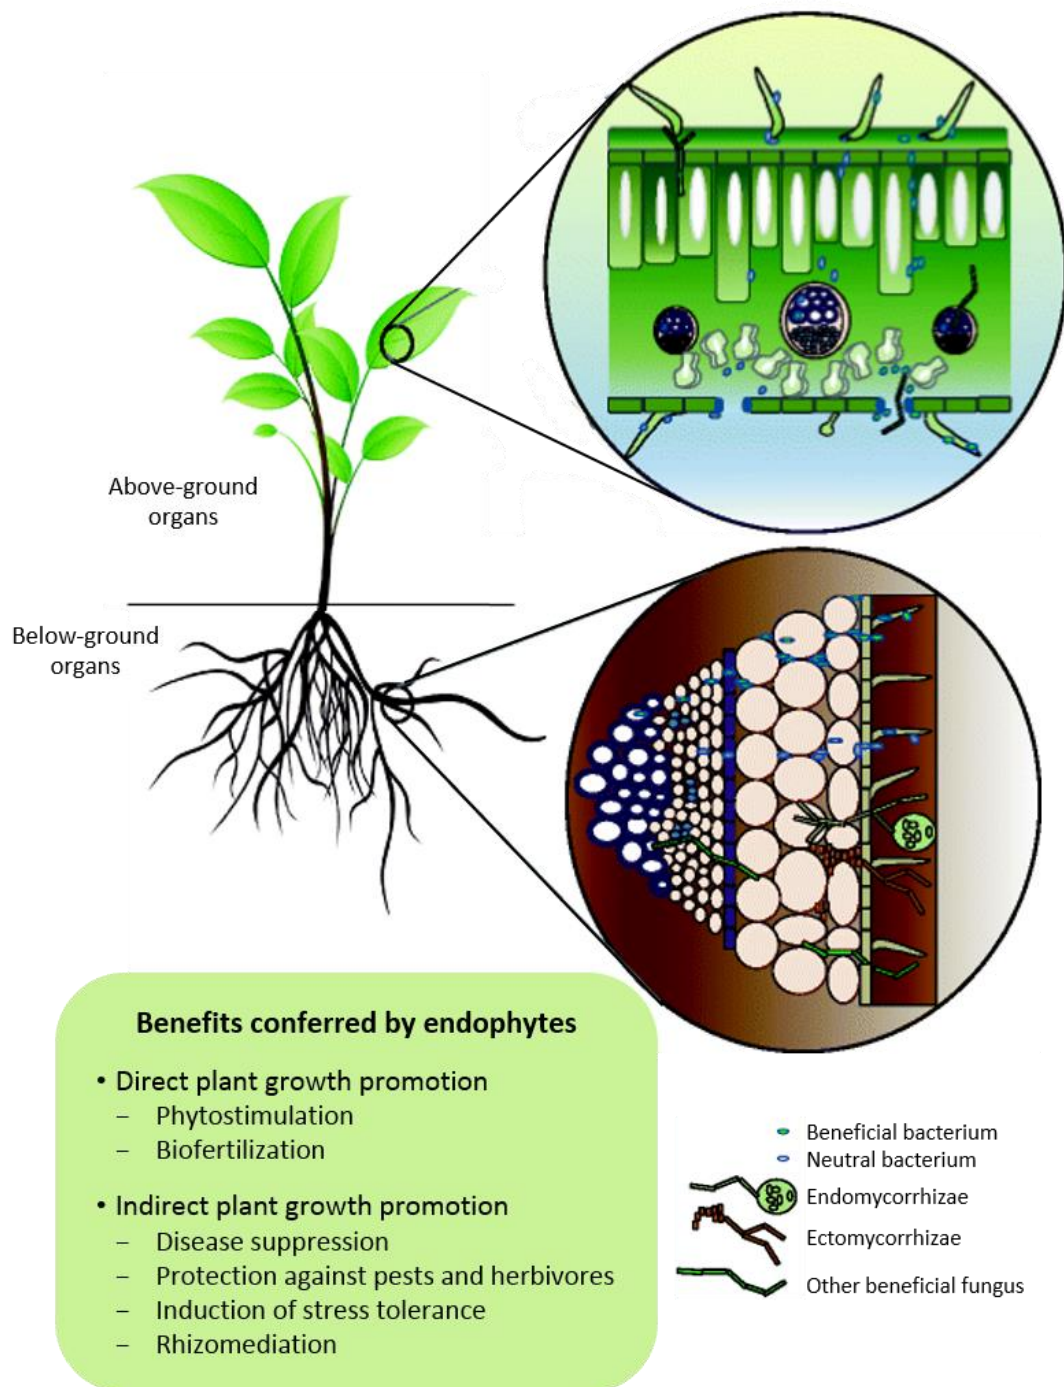 Above-ground
organs
Below-ground
organs
Benefits conferred by endophytes
• Direct plant growth promotion
– Phytostimulation
– Biofertilization
• Indirect plant growth promotion
– Disease suppression
– Protection against pests and herbivores
– Induction of stress tolerance
– Rhizomediation
Beneficial bacterium
Neutral bacterium
Endomycorrhizae
Ectomycorrhizae
Other beneficial fungus